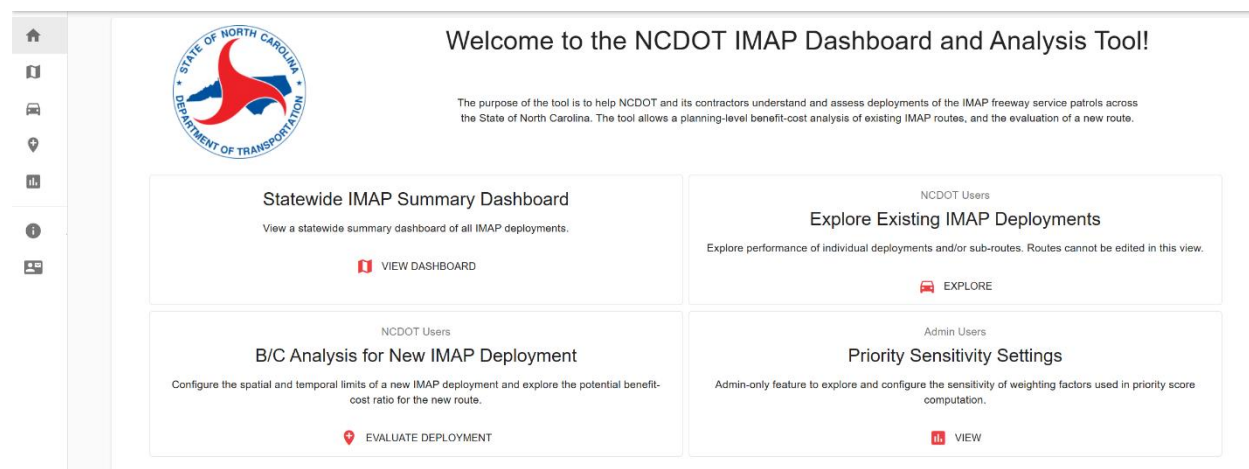 STATE OF NORTH CAROLINA
DEPARTMENT OF TRANSPORTATION
Welcome to the NCDOT IMAP Dashboard and Analysis Tool!
The purpose of the tool is to help NCDOT and its contractors understand and assess deployments of the IMAP freeway service patrols across
the State of North Carolina. The tool allows a planning-level benefit-cost analysis of existing IMAP routes, and the evaluation of a new route.
Statewide IMAP Summary Dashboard
View a statewide summary dashboard of all IMAP deployments.
VIEW DASHBOARD
NCDOT Users
Explore Existing IMAP Deployments
Explore performance of individual deployments and/or sub-routes. Routes cannot be edited in this view.
EXPLORE
NCDOT Users
B/C Analysis for New IMAP Deployment
Configure the spatial and temporal limits of a new IMAP deployment and explore the potential benefit-
cost ratio for the new route.
EVALUATE DEPLOYMENT
Admin Users
Priority Sensitivity Settings
Admin-only feature to explore and configure the sensitivity of weighting factors used in priority score
computation.
VIEW